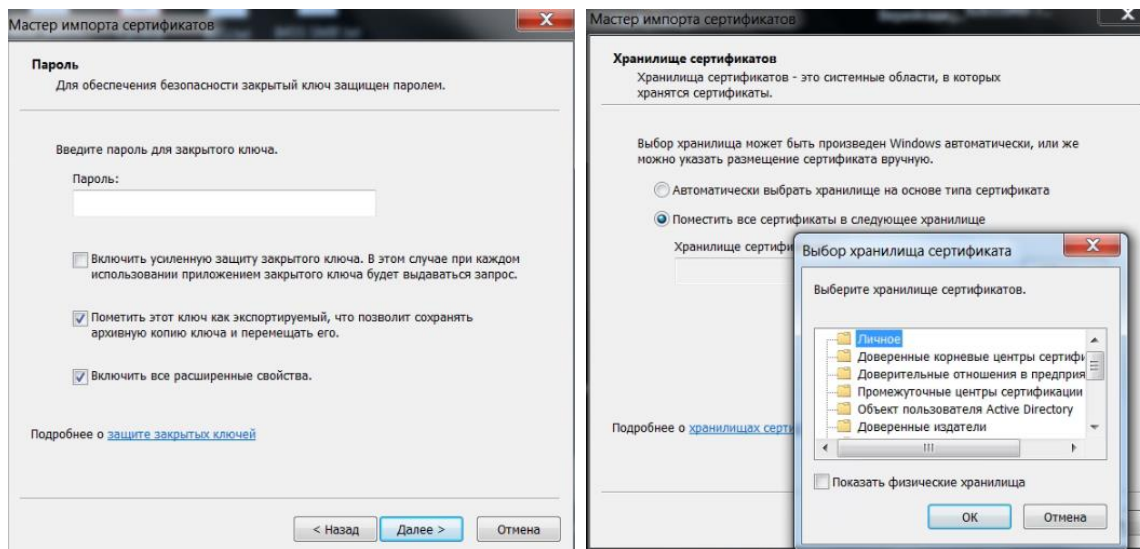 Мастер импорта сертификатов
Пароль
Для обеспечения безопасности закрытый ключ защищен паролем.
Введите пароль для закрытого ключа.
Пароль:
Включить усиленную защиту закрытого ключа. В этом случае при каждом
использовании приложением закрытого ключа будет выдаваться запрос.
Пометить этот ключ как экспортируемый, что позволит сохранять
архивную копию ключа и перемещать его.
Включить все расширенные свойства.
Подробнее о защите закрытых ключей
< Назад
Далее >
Отмена
Мастер импорта сертификатов
Хранилище сертификатов
Хранилища сертификатов - это системные области, в которых
хранятся сертификаты.
Выбор хранилища может быть произведен Windows автоматически, или же
можно указать размещение сертификата вручную.
Автоматически выбрать хранилище на основе типа сертификата
Поместить все сертификаты в следующее хранилище
Хранилище сертифи
Подробнее о хранилищах серти
Выбор хранилища сертификата
Выберите хранилище сертификатов.
Личное
Доверенные корневые центры сертифи
Доверительные отношения в предприя
Промежуточные центры сертификации
Объект пользователя Active Directory
Доверенные издатели
Показать физические хранилища
ОК
Отмена